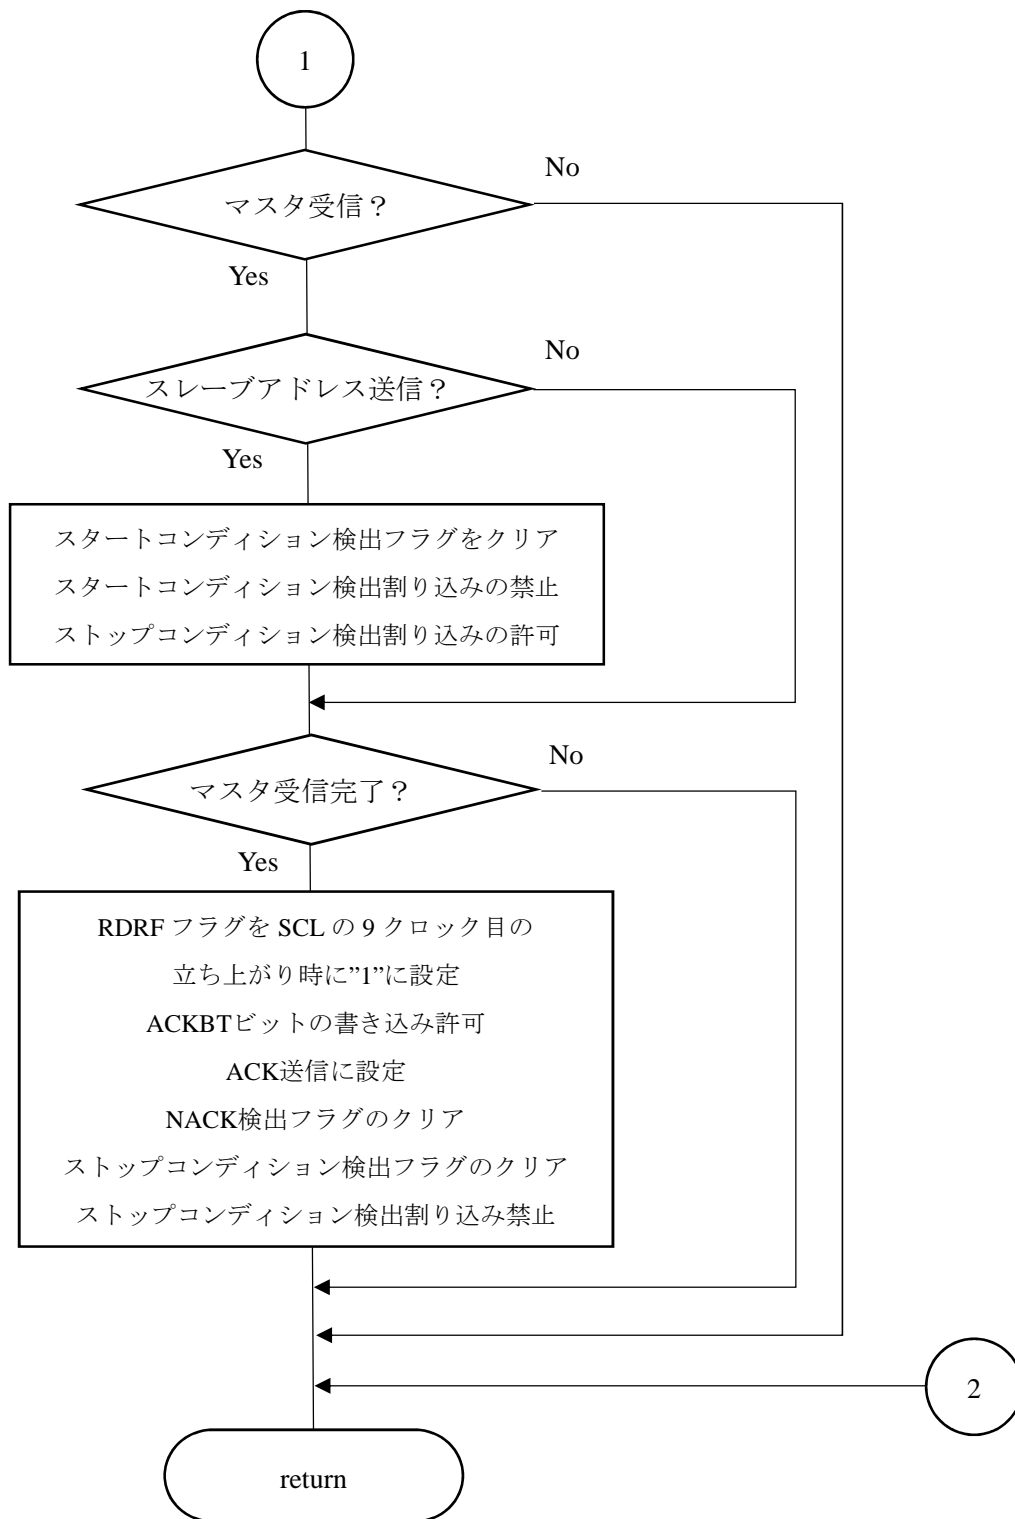 1
マスタ受信？
No
Yes
スレーブアドレス送信？
No
Yes
スタートコンディション検出フラグをクリア
スタートコンディション検出割り込みの禁止
ストップコンディション検出割り込みの許可
マスタ受信完了？
No
Yes
RDRF フラグを SCL の 9 クロック目の
立ち上がり時に”1”に設定
ACKBTビットの書き込み許可
ACK送信に設定
NACK検出フラグのクリア
ストップコンディション検出フラグのクリア
ストップコンディション検出割り込み禁止
2
return